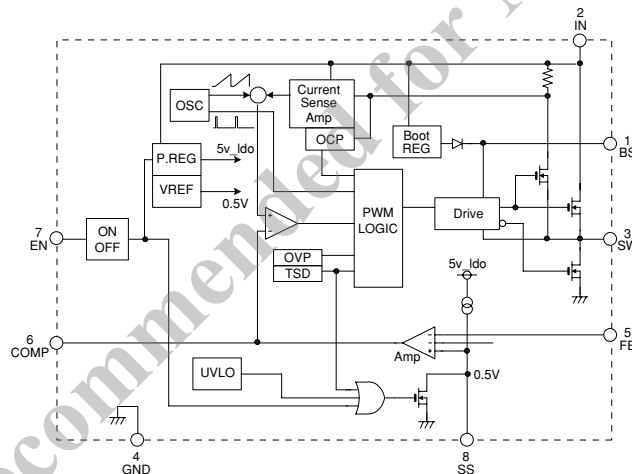 2
IN
OSC
Current
Sense
Amp
OCP
Boot
REG
1
BS
P.REG
5v_ldo
VREF
0.5V
+
−
PWM
LOGIC
Drive
7
EN
ON
OFF
3
SW
OVP
TSD
5v_ldo
6
COMP
Amp
−
−
+
5
FB
UVLO
0.5V
4
GND
8
SS